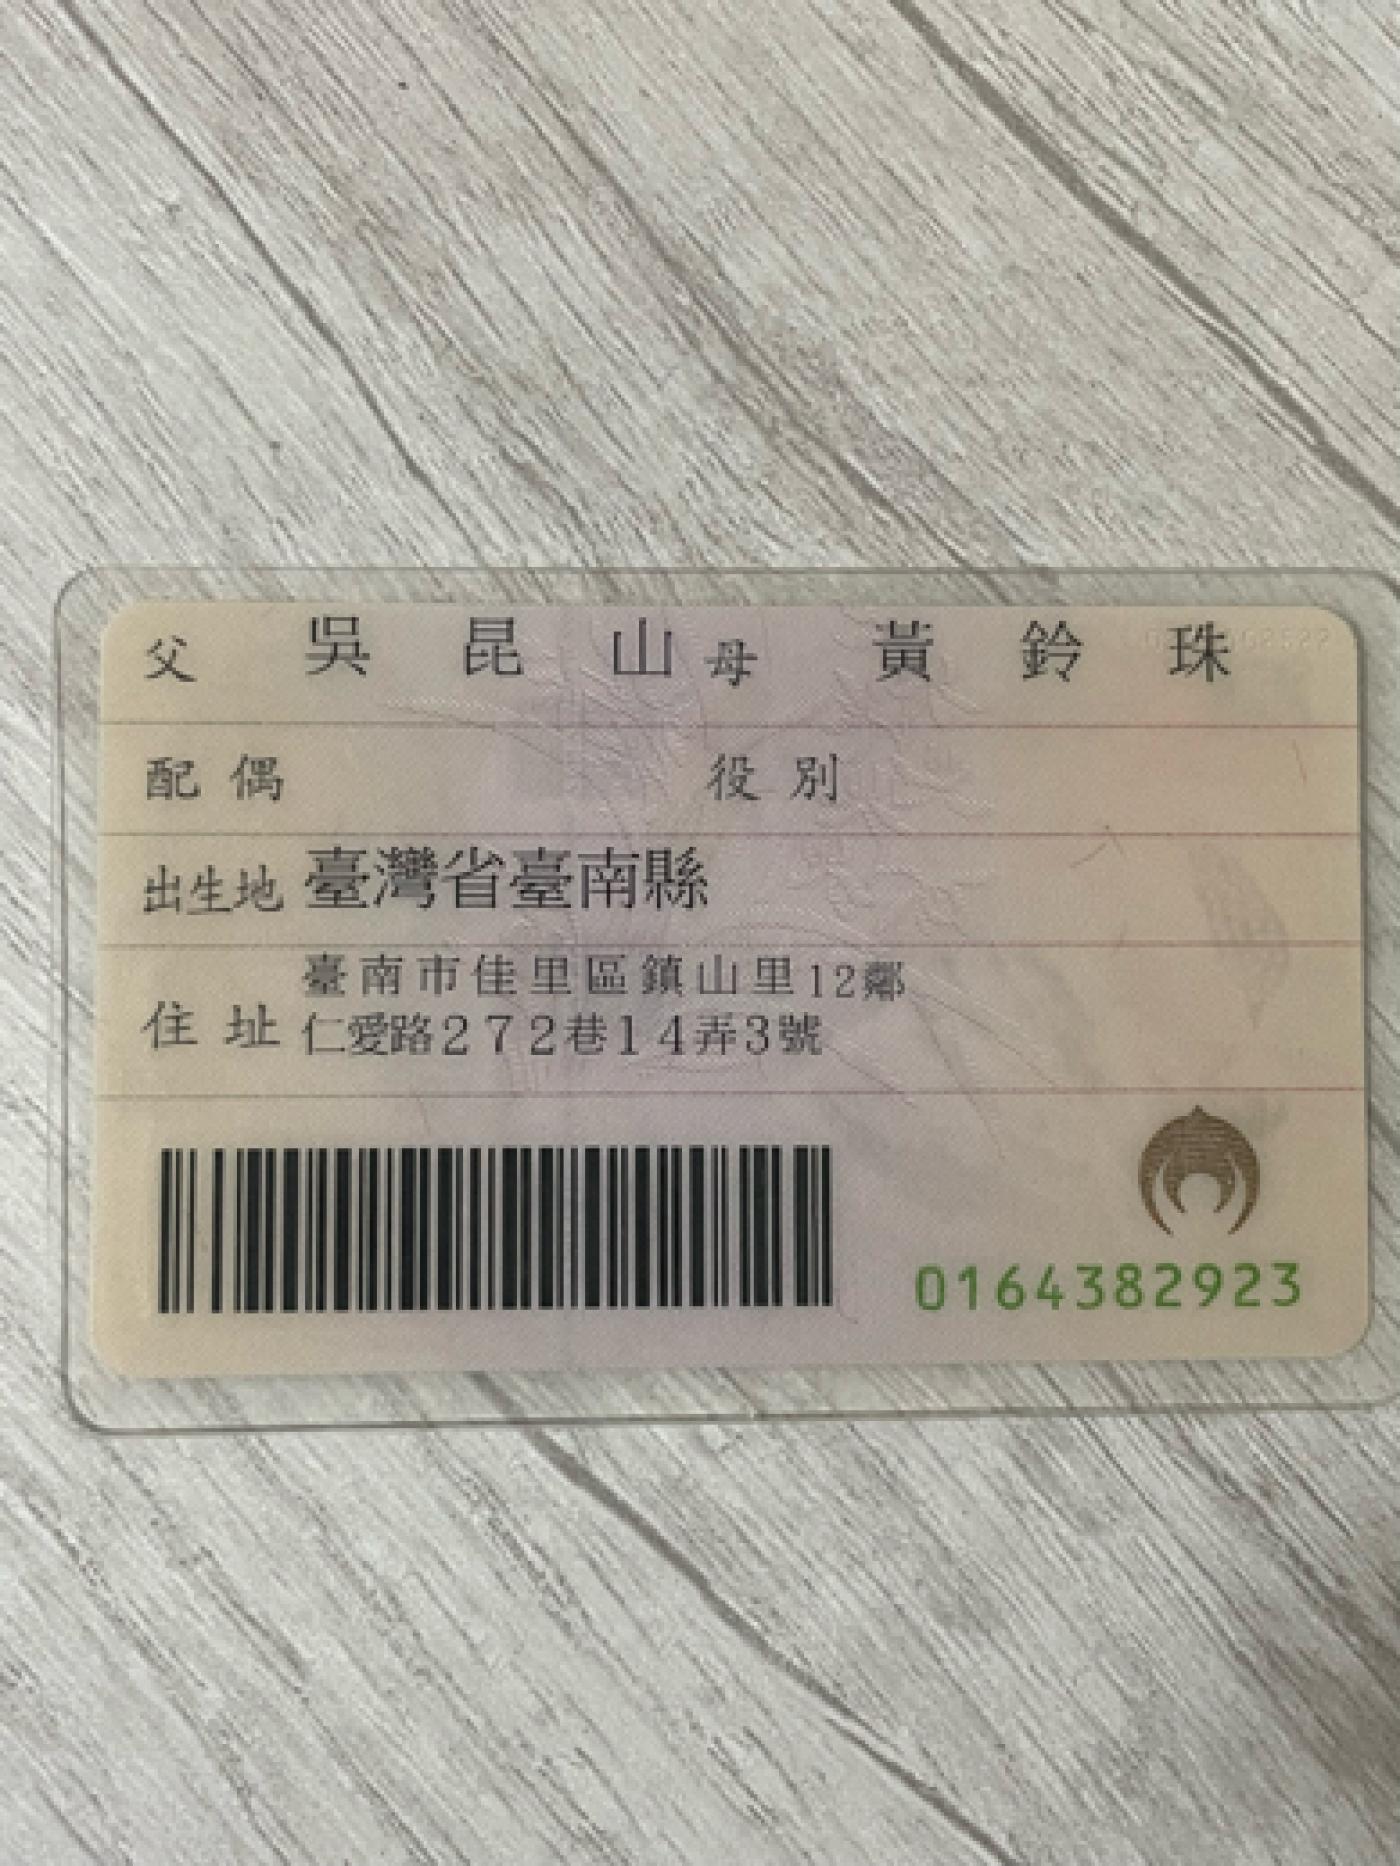 父 吳昆山 母 黃鈴珠
配偶 役別
出生地 臺灣省臺南縣
住址 臺南市佳里區鎮山里12鄰
仁愛路272巷14弄3號
0164382923